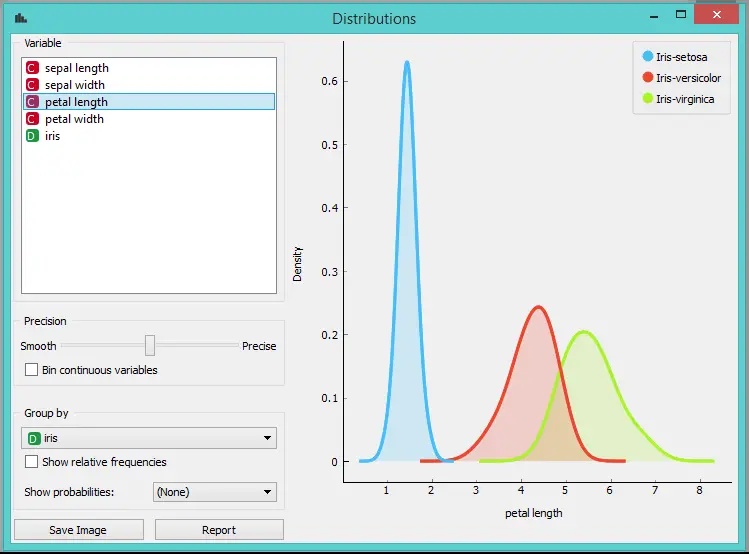 Distributions
Variable
C sepal length
C sepal width
C petal length
C petal width
D iris
Precision
Smooth Precise
Bin continuous variables
Group by
D iris
Show relative frequencies
Show probabilities: (None)
Save Image Report
Iris-setosa
Iris-versicolor
Iris-virginica
0.6
0.5
0.4
0.3
0.2
0.1
0
Density
1 2 3 4 5 6 7 8
petal length